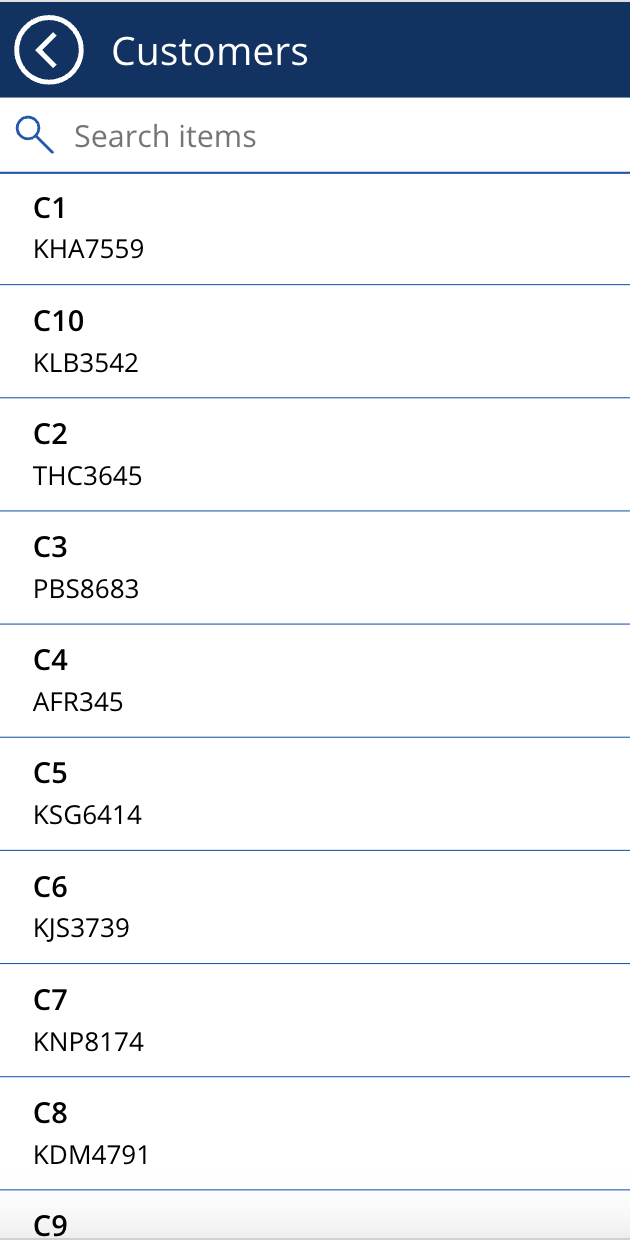 Customers
Search items
C1
KHA7559
C10
KLB3542
C2
THC3645
C3
PBS8683
C4
AFR345
C5
KSG6414
C6
KJS3739
C7
KNP8174
C8
KDM4791
C9